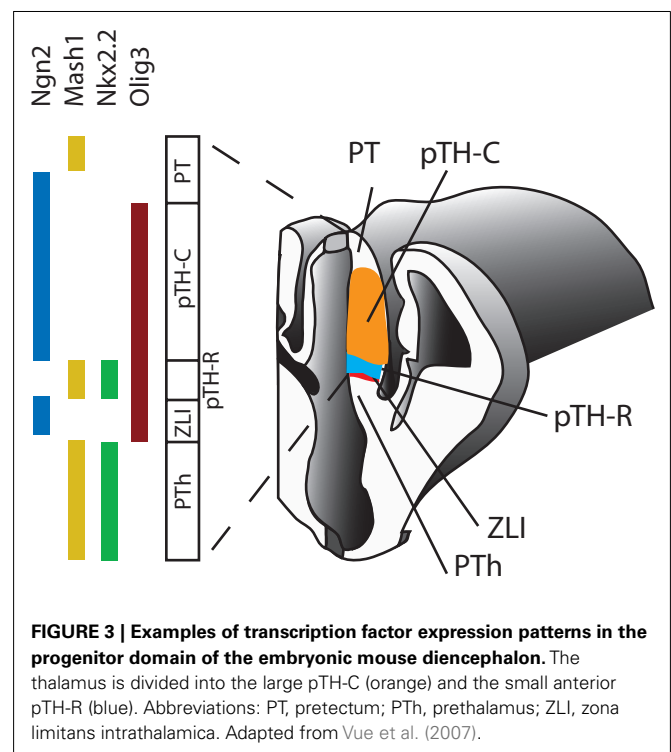 Ngn2
Mash1
Nkx2.2
Olig3
PT
pTH-C
pTH-R
ZLI
PTh
PT
pTH-C
pTH-R
ZLI
PTh
FIGURE 3 | Examples of transcription factor expression patterns in the
progenitor domain of the embryonic mouse diencephalon. The
thalamus is divided into the large pTH-C (orange) and the small anterior
pTH-R (blue). Abbreviations: PT, pretectum; PTh, prethalamus; ZLI, zona
limitans intrathalamica. Adapted from Vue et al. (2007).